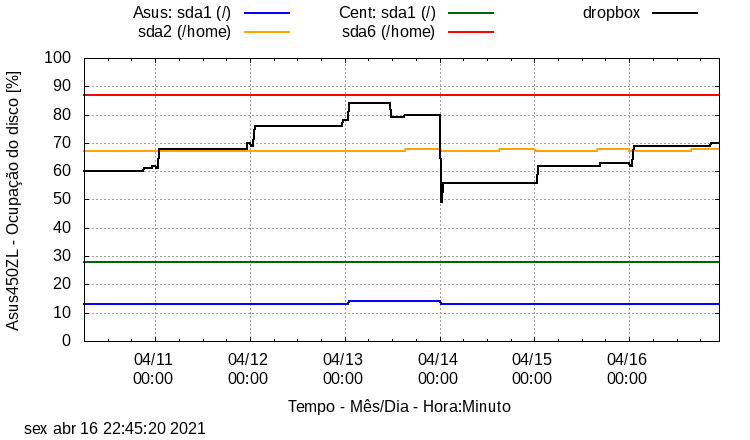 Asus: sda1 (/)
sda2 (/home)
Cent: sda1 (/)
sda6 (/home)
dropbox
Asus450ZL - Ocupação do disco [%]
100
90
80
70
60
50
40
30
20
10
0
04/11
00:00
04/12
00:00
04/13
00:00
04/14
00:00
04/15
00:00
04/16
00:00
Tempo - Mês/Dia - Hora:Minuto
sex abr 16 22:45:20 2021